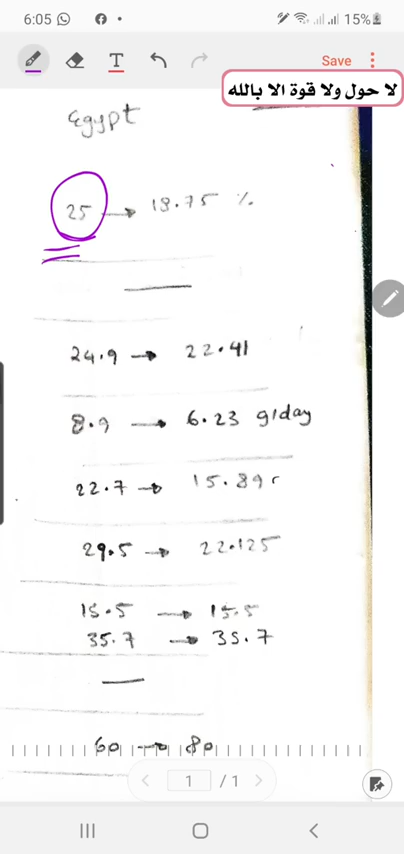 6:05
15%
T
Save
لا حول ولا قوة الا بالله
Egypt
25 → 18.75 %
24.9 → 22.41
8.9 → 6.23 g/day
22.7 → 15.89
29.5 → 22.125
15.5 → 15.5
35.7 → 35.7
60 → 80
1 / 1